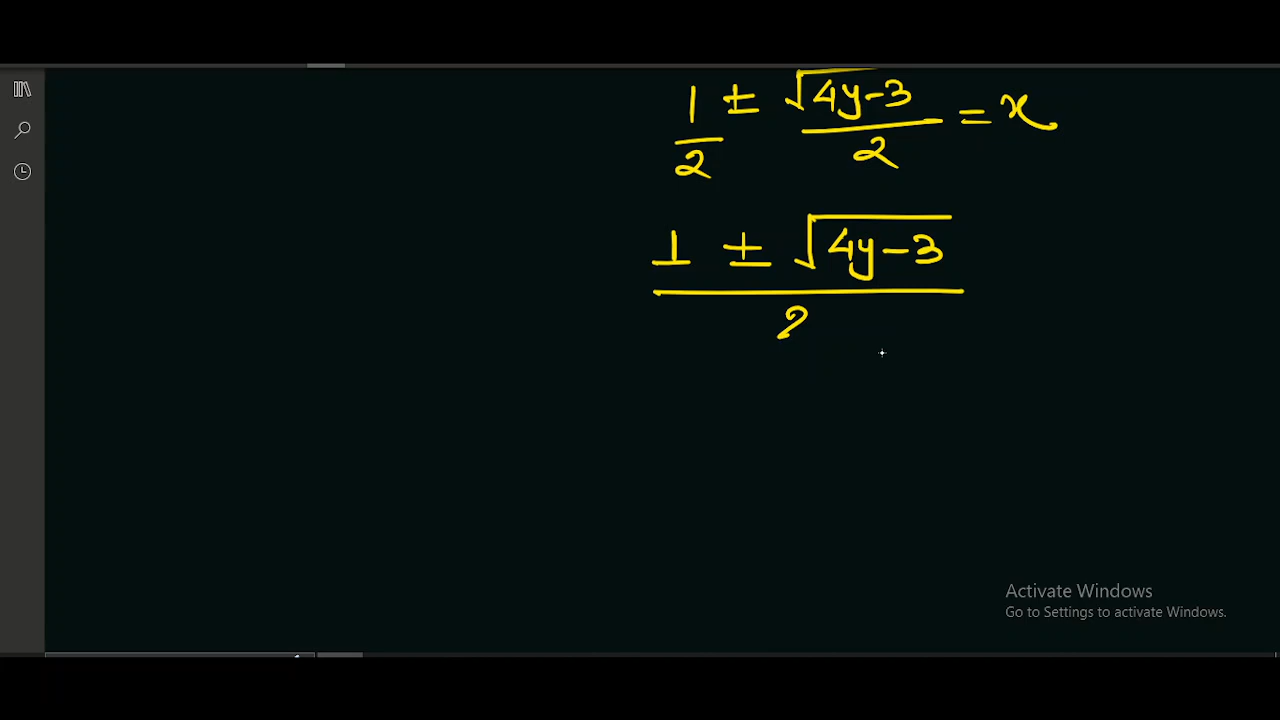 1/2 ± √4y-3/2 = x
1 ± √4y-3
2
Activate Windows
Go to Settings to activate Windows.